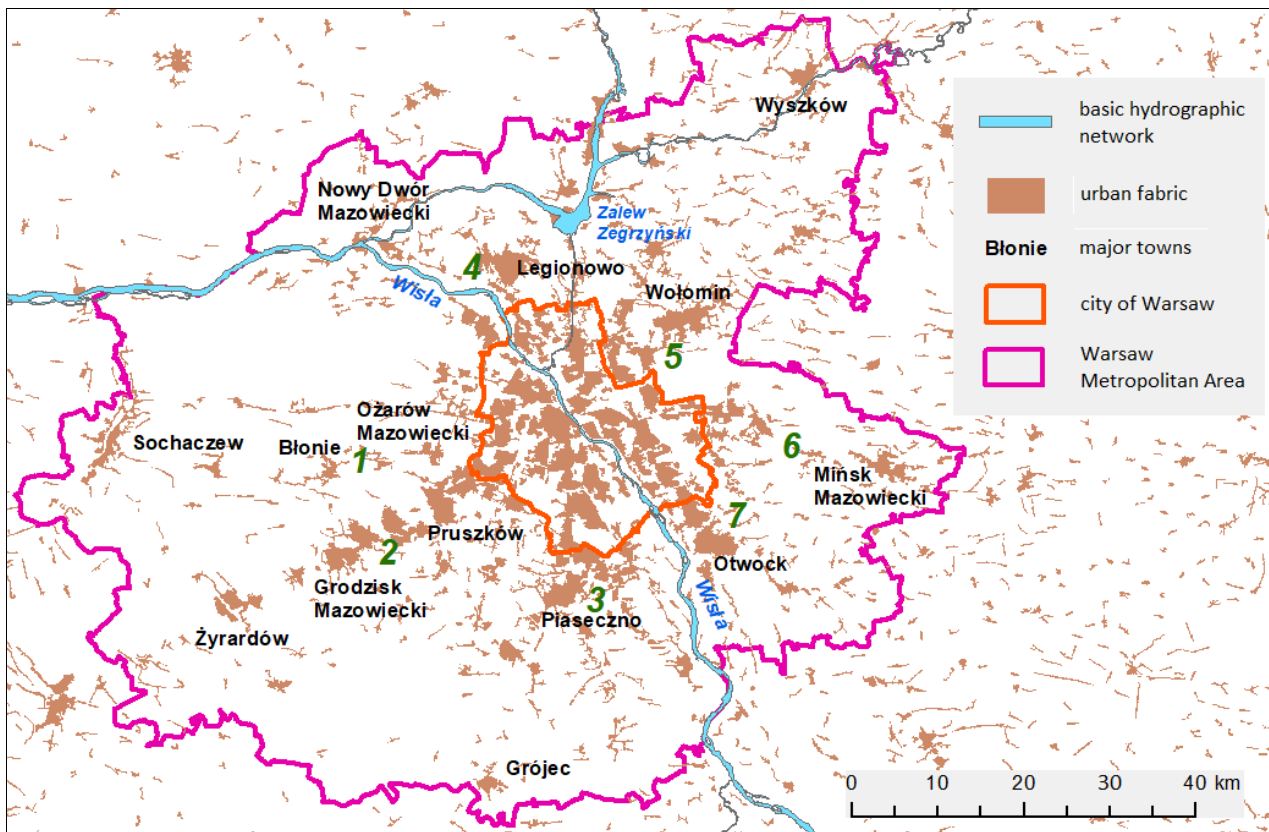 Wyszków
Nowy Dwór
Mazowiecki
Zalew
Zegrzyński
4
Legionowo
Wisła
Wołomin
5
Ożarów
Mazowiecki
Sochaczew
Błonie
1
6
Mińsk
Mazowiecki
7
Pruszków
2
Otwock
Grodzisk
Mazowiecki
3
Piaseczno
Wisła
Żyrardów
Grójec
basic hydrographic
network
urban fabric
Błonie
major towns
city of Warsaw
Warsaw
Metropolitan Area
0 10 20 30 40 km